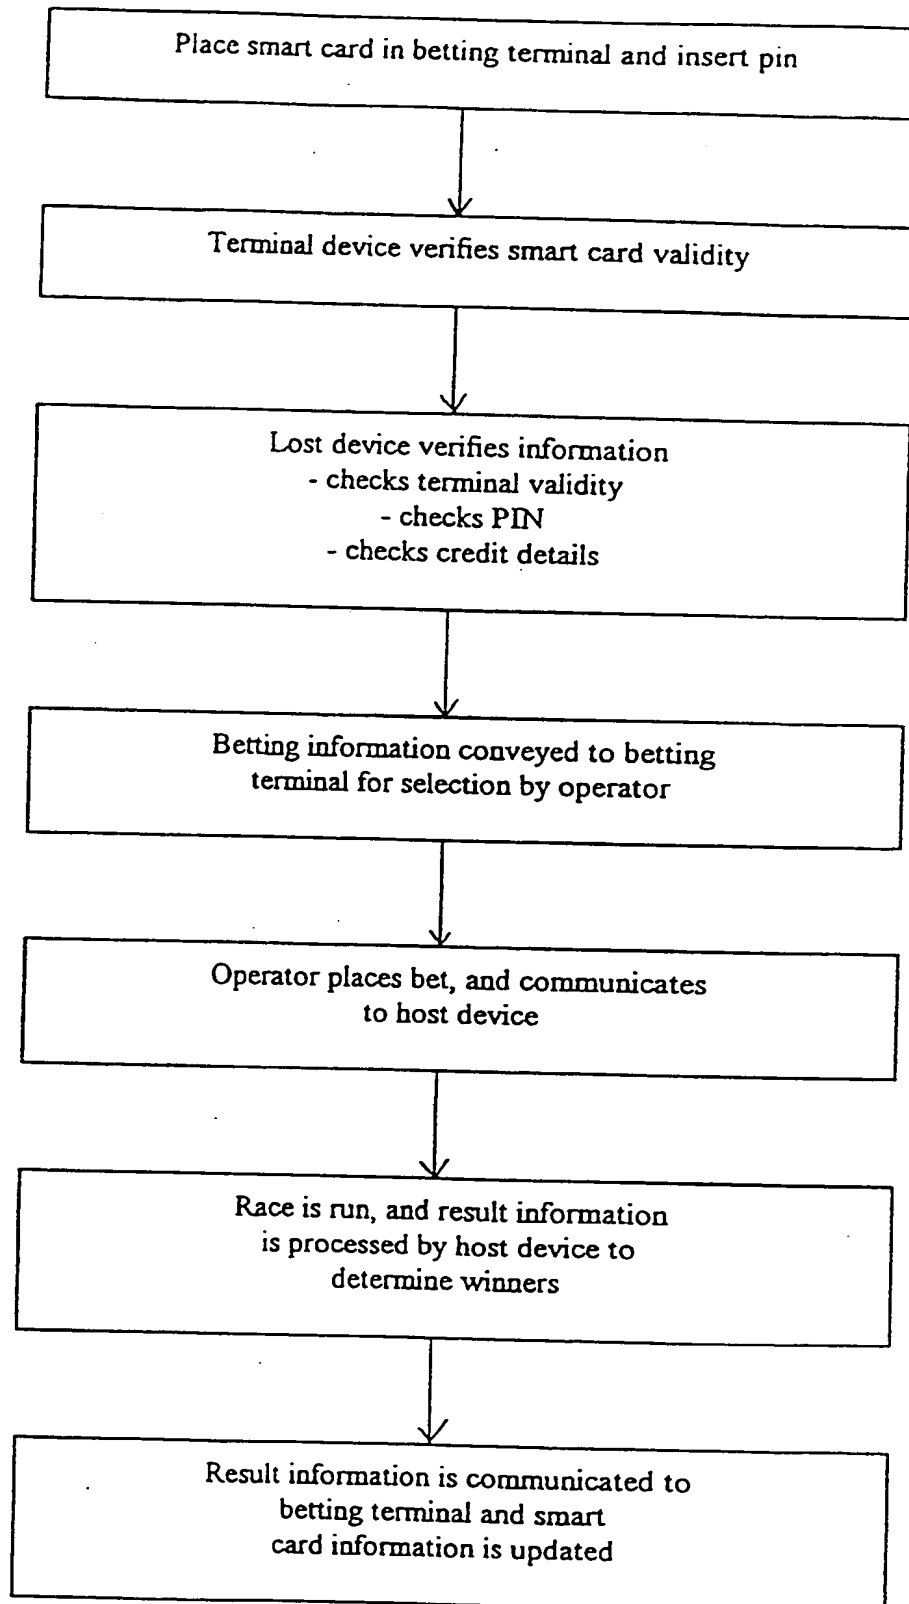 Place smart card in betting terminal and insert pin
Terminal device verifies smart card validity
Lost device verifies information
- checks terminal validity
- checks PIN
- checks credit details
Betting information conveyed to betting
terminal for selection by operator
Operator places bet, and communicates
to host device
Race is run, and result information
is processed by host device to
determine winners
Result information is communicated to
betting terminal and smart
card information is updated